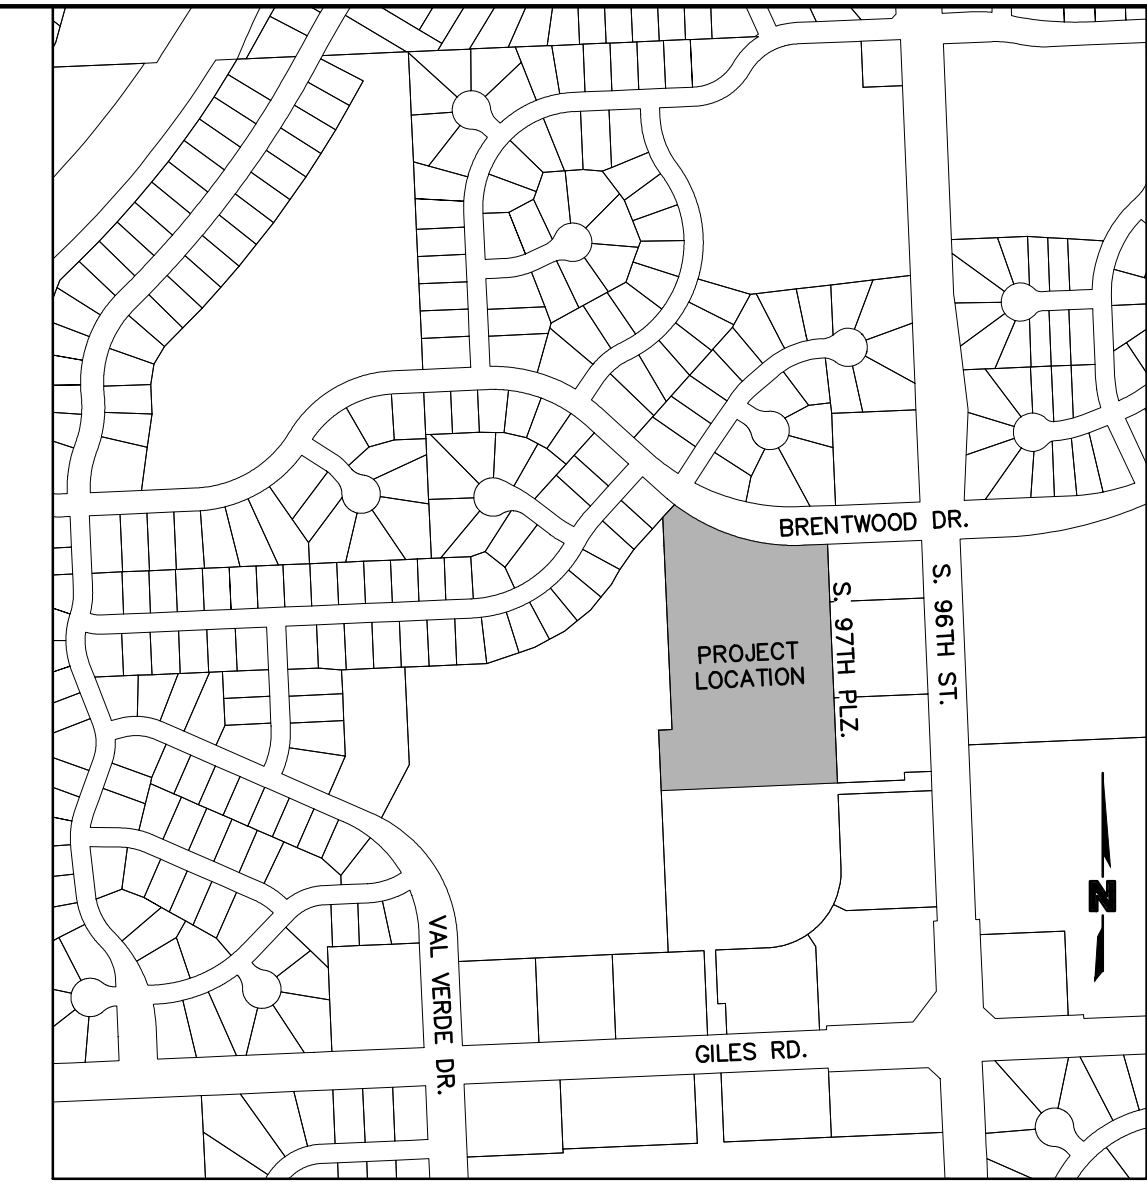 BRENTWOOD DR.
S. 97TH PLZ.
S. 96TH ST.
PROJECT
LOCATION
N
VAL VERDE DR.
GILES RD.